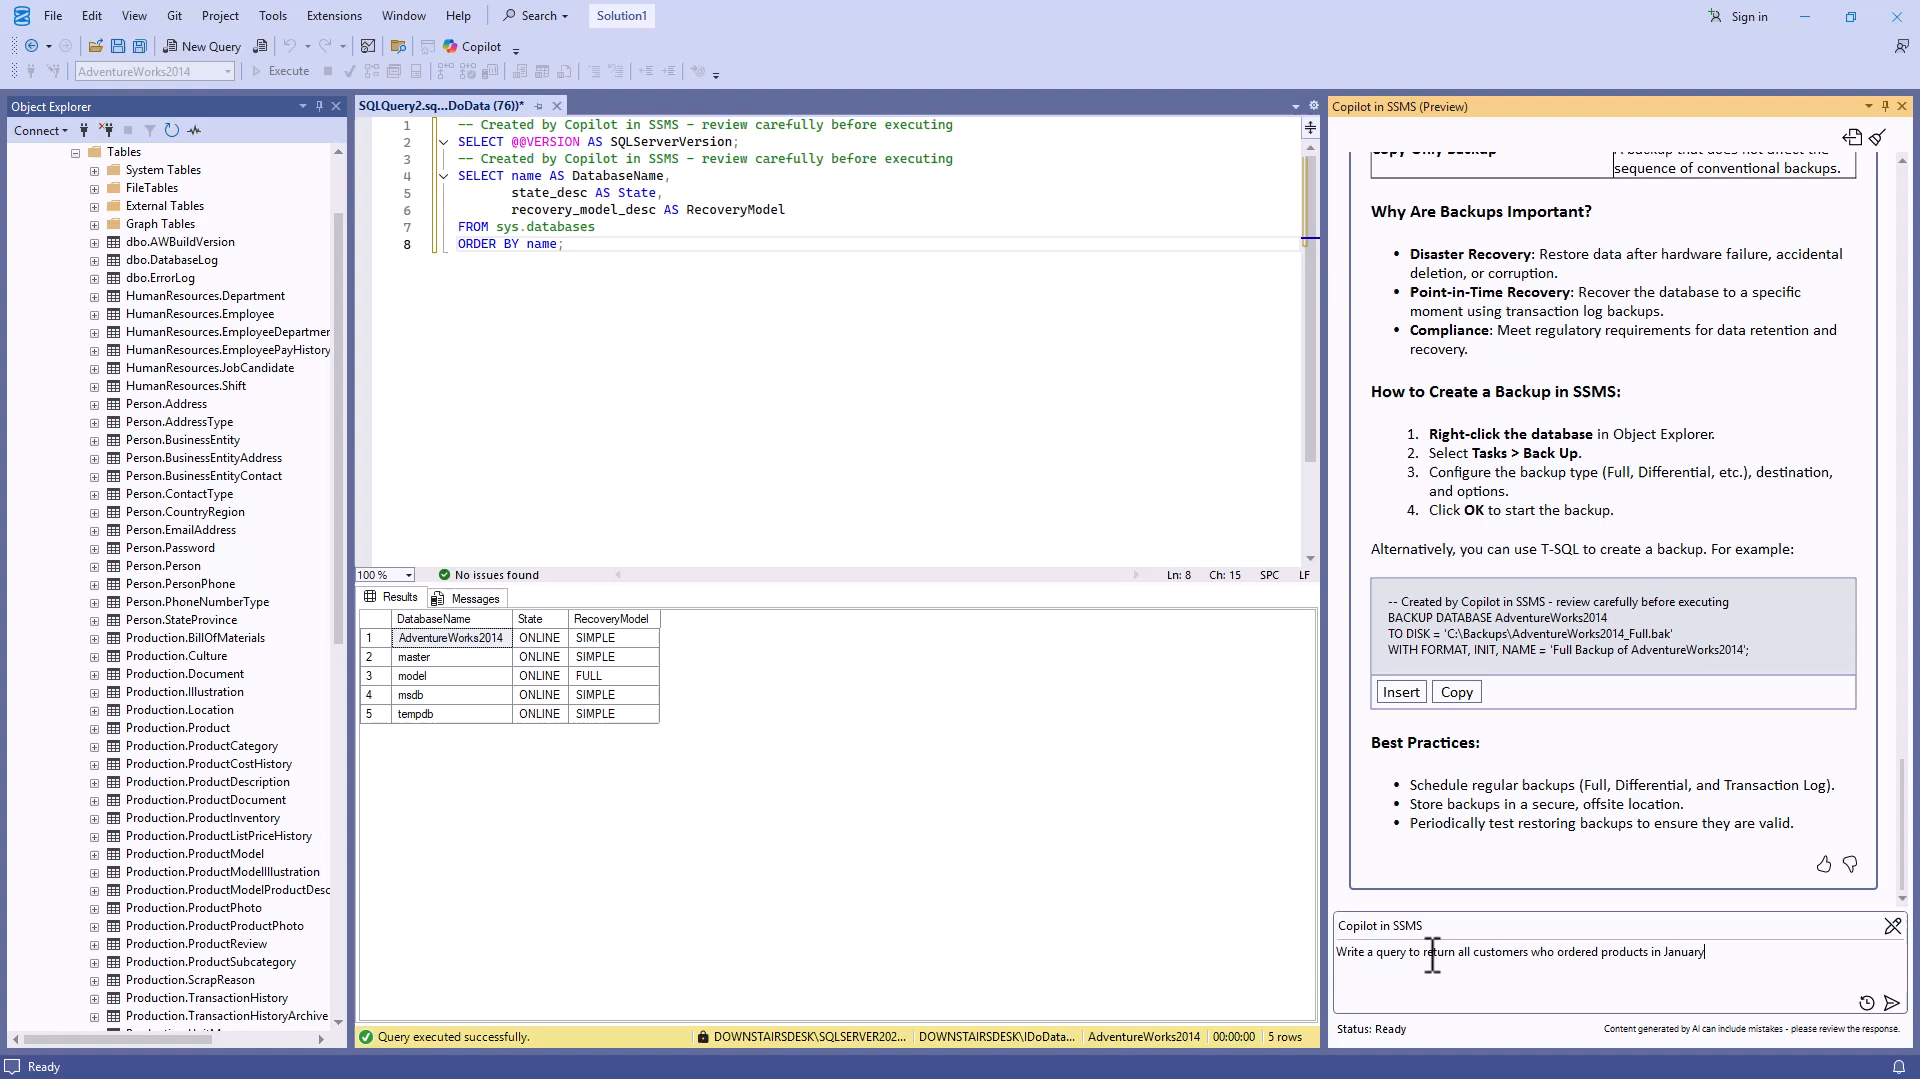 File Edit View Git Project Tools Extensions Window Help Search Solution1 Sign in
New Query Copilot
AdventureWorks2014 Execute
Object Explorer
Connect
Tables
System Tables
FileTables
External Tables
Graph Tables
dbo.AWBuildVersion
dbo.DatabaseLog
dbo.ErrorLog
HumanResources.Department
HumanResources.Employee
HumanResources.EmployeeDepartmen
HumanResources.EmployeePayHistory
HumanResources.JobCandidate
HumanResources.Shift
Person.Address
Person.AddressType
Person.BusinessEntity
Person.BusinessEntityAddress
Person.BusinessEntityContact
Person.ContactType
Person.CountryRegion
Person.EmailAddress
Person.Password
Person.Person
Person.PersonPhone
Person.PhoneNumberType
Person.StateProvince
Production.BillOfMaterials
Production.Culture
Production.Document
Production.Illustration
Production.Location
Production.Product
Production.ProductCategory
Production.ProductCostHistory
Production.ProductDescription
Production.ProductDocument
Production.ProductInventory
Production.ProductListPriceHistory
Production.ProductModel
Production.ProductModelIllustration
Production.ProductModelProductDesc
Production.ProductPhoto
Production.ProductProductPhoto
Production.ProductReview
Production.ProductSubcategory
Production.ScrapReason
Production.TransactionHistory
Production.TransactionHistoryArchive
SQLQuery2.sq...DoData (76))*
1 -- Created by Copilot in SSMS - review carefully before executing
2 SELECT @@VERSION AS SQLServerVersion;
3 -- Created by Copilot in SSMS - review carefully before executing
4 SELECT name AS DatabaseName,
5 state_desc AS State,
6 recovery_model_desc AS RecoveryModel
7 FROM sys.databases
8 ORDER BY name;
100 % No issues found Ln: 8 Ch: 15 SPC LF
Results Messages
DatabaseName State RecoveryModel
1 AdventureWorks2014 ONLINE SIMPLE
2 master ONLINE SIMPLE
3 model ONLINE FULL
4 msdb ONLINE SIMPLE
5 tempdb ONLINE SIMPLE
Query executed successfully. DOWNSTAIRSDESK\SQLSERVER202... DOWNSTAIRSDESK\IDoData... AdventureWorks2014 00:00:00 5 rows
Copilot in SSMS (Preview)
Copy Only Backup A backup that does not affect the
sequence of conventional backups.
Why Are Backups Important?
• Disaster Recovery: Restore data after hardware failure, accidental
deletion, or corruption.
• Point-in-Time Recovery: Recover the database to a specific
moment using transaction log backups.
• Compliance: Meet regulatory requirements for data retention and
recovery.
How to Create a Backup in SSMS:
1. Right-click the database in Object Explorer.
2. Select Tasks > Back Up.
3. Configure the backup type (Full, Differential, etc.), destination,
and options.
4. Click OK to start the backup.
Alternatively, you can use T-SQL to create a backup. For example:
-- Created by Copilot in SSMS - review carefully before executing
BACKUP DATABASE AdventureWorks2014
TO DISK = 'C:\Backups\AdventureWorks2014_Full.bak'
WITH FORMAT, INIT, NAME = 'Full Backup of AdventureWorks2014';
Insert Copy
Best Practices:
• Schedule regular backups (Full, Differential, and Transaction Log).
• Store backups in a secure, offsite location.
• Periodically test restoring backups to ensure they are valid.
Copilot in SSMS
Write a query to return all customers who ordered products in January
Status: Ready Content generated by AI can include mistakes - please review the response.
Ready